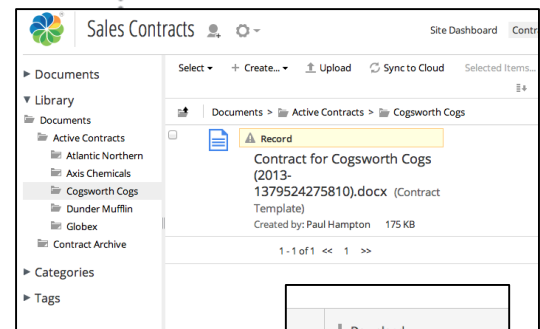 Sales Contracts
Site Dashboard Contr
Documents
Library
Documents
Active Contracts
Atlantic Northern
Axis Chemicals
Cogsworth Cogs
Dunder Mufflin
Globex
Contract Archive
Categories
Tags
Select + Create... Upload Sync to Cloud Selected Items...
Documents > Active Contracts > Cogsworth Cogs
Record
Contract for Cogsworth Cogs
(2013-
1379524275810).docx (Contract
Template)
Created by: Paul Hampton 175 KB
1 - 1 of 1 << 1 >>